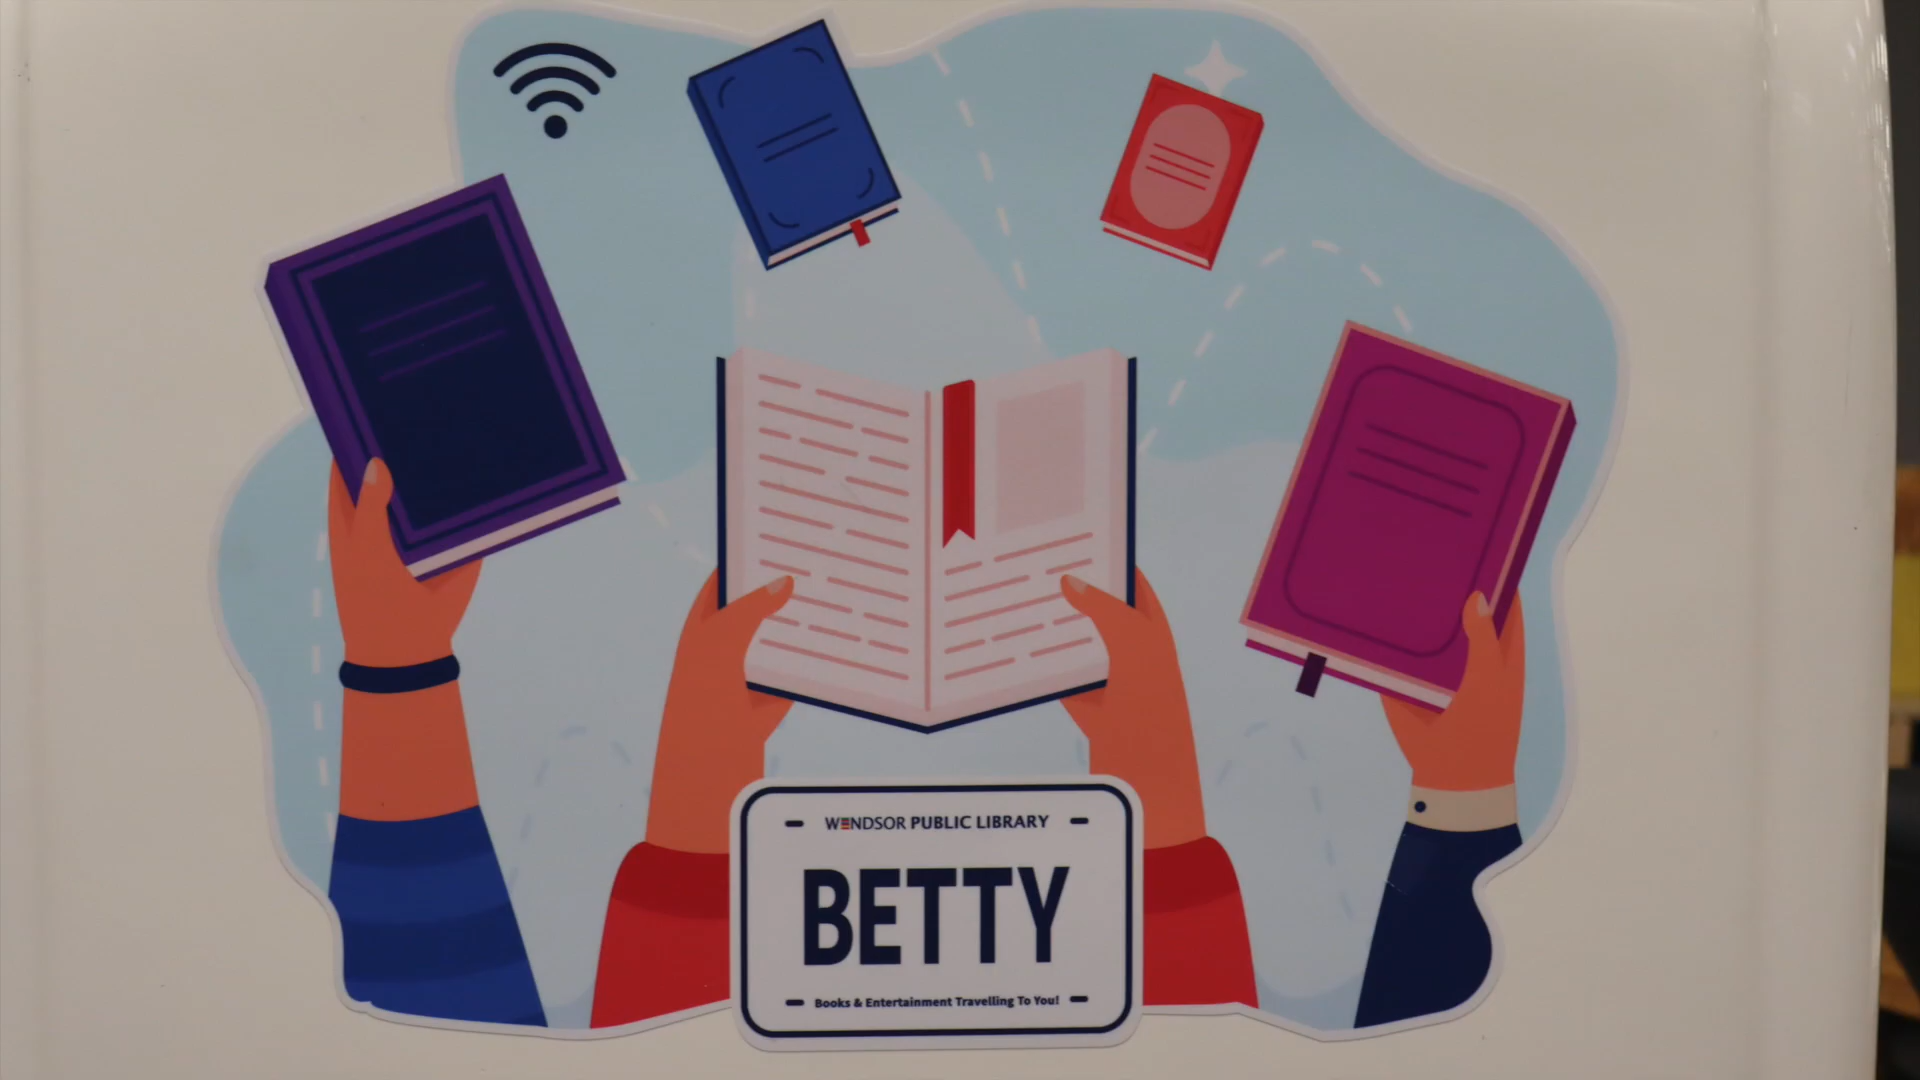 WINDSOR PUBLIC LIBRARY
BETTY
Books & Entertainment Travelling To You!